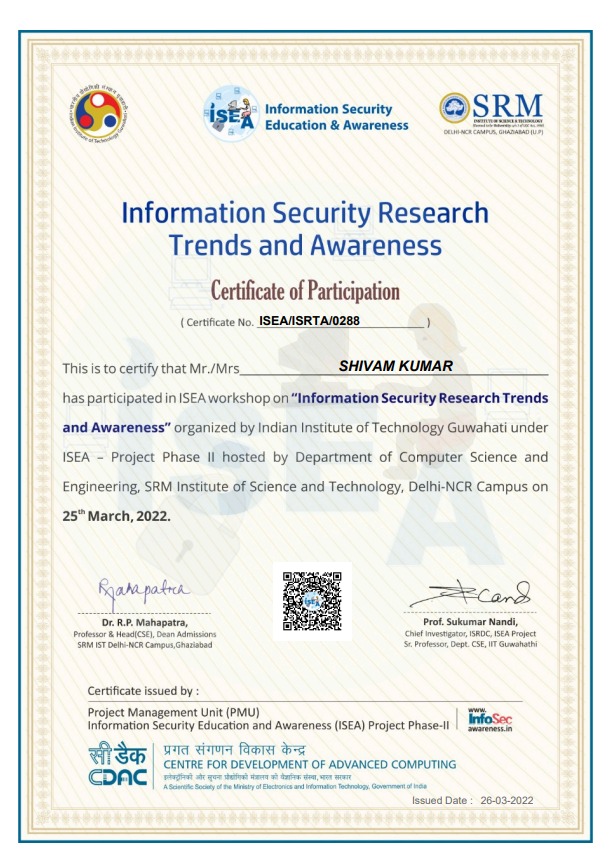 ISEA
Information Security
Education & Awareness
SRM
INSTITUTE OF SCIENCE & TECHNOLOGY
DELHI-NCR CAMPUS, GHAZIABAD (U.P)
Information Security Research
Trends and Awareness
Certificate of Participation
( Certificate No. ISEA/ISRTA/0288 )
This is to certify that Mr./Mrs SHIVAM KUMAR
has participated in ISEA workshop on “Information Security Research Trends
and Awareness” organized by Indian Institute of Technology Guwahati under
ISEA – Project Phase II hosted by Department of Computer Science and
Engineering, SRM Institute of Science and Technology, Delhi-NCR Campus on
25th March, 2022.
Dr. R.P. Mahapatra,
Professor & Head(CSE), Dean Admissions
SRM IST Delhi-NCR Campus,Ghaziabad
Prof. Sukumar Nandi,
Chief Investigator, ISRDC, ISEA Project
Sr. Professor, Dept. CSE, IIT Guwahathi
Certificate issued by :
Project Management Unit (PMU)
Information Security Education and Awareness (ISEA) Project Phase-II
www.
InfoSec
awareness.in
सी डैक
CDAC
प्रगत संगणन विकास केन्द्र
CENTRE FOR DEVELOPMENT OF ADVANCED COMPUTING
इलेक्ट्रॉनिकी और सूचना प्रौद्योगिकी मंत्रालय की वैज्ञानिक संस्था, भारत सरकार
A Scientific Society of the Ministry of Electronics and Information Technology, Government of India
Issued Date : 26-03-2022